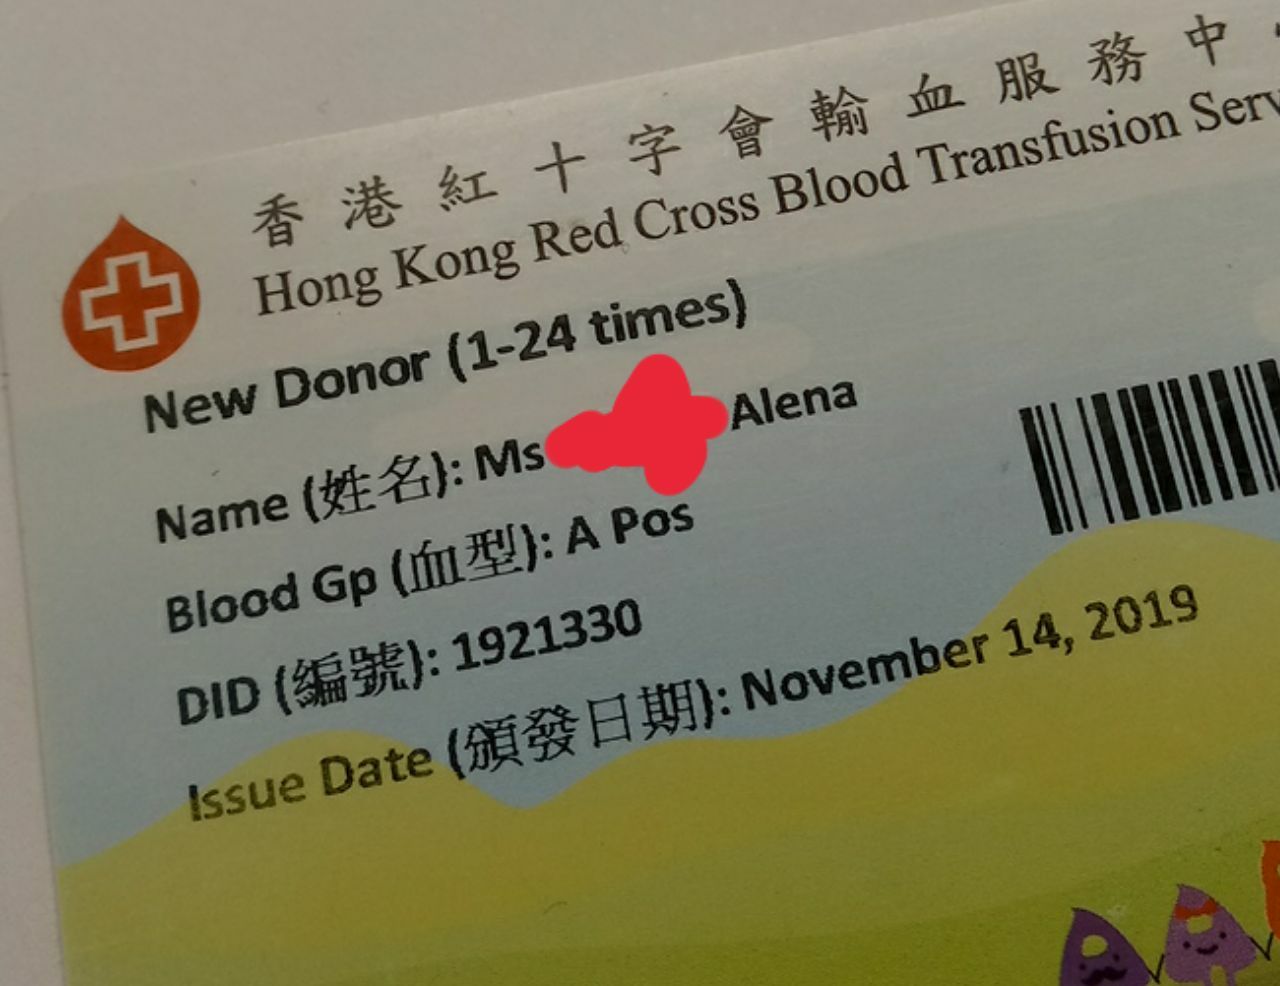 香港紅十字會輸血服務中
Hong Kong Red Cross Blood Transfusion
New Donor (1-24 times)
Name (姓名): Ms Alena
Blood Gp (血型): A Pos
DID (編號): 1921330
Issue Date (頒發日期): November 14, 2019